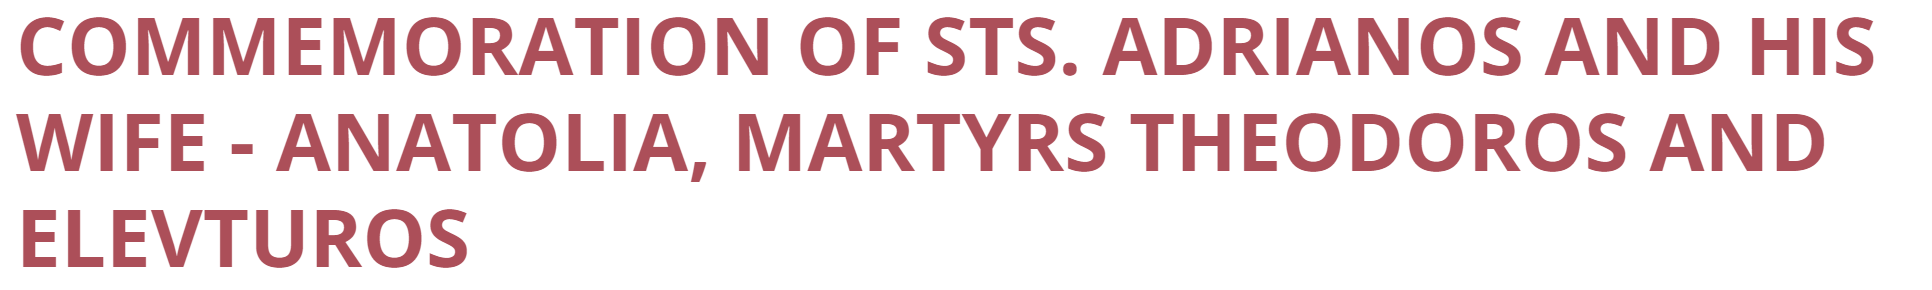 COMMEMORATION OF STS. ADRIANOS AND HIS
WIFE - ANATOLIA, MARTYRS THEODOROS AND
ELEVTUROS